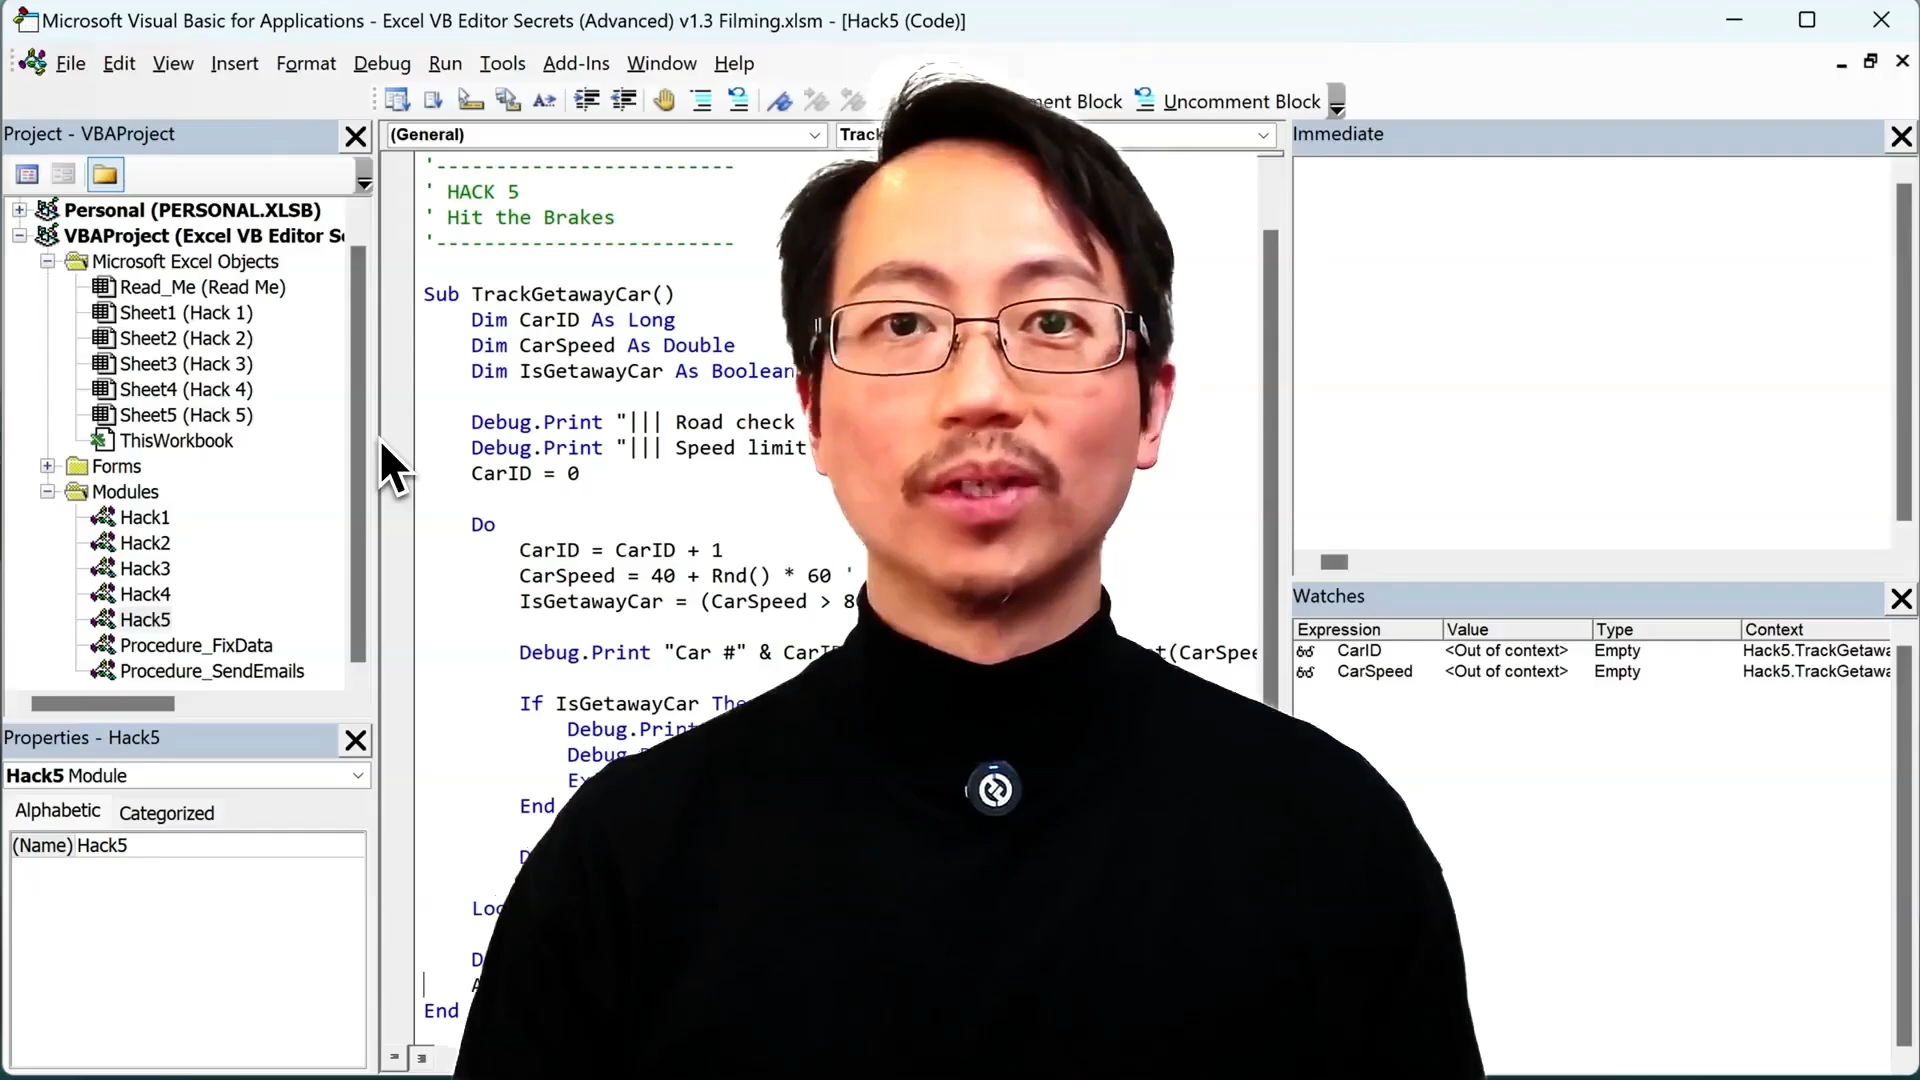 Microsoft Visual Basic for Applications - Excel VB Editor Secrets (Advanced) v1.3 Filming.xlsm - [Hack5 (Code)]
File Edit View Insert Format Debug Run Tools Add-Ins Window Help
Block Uncomment Block
Project - VBAProject
Personal (PERSONAL.XLSB)
VBAProject (Excel VB Editor
Microsoft Excel Objects
Read_Me (Read Me)
Sheet1 (Hack 1)
Sheet2 (Hack 2)
Sheet3 (Hack 3)
Sheet4 (Hack 4)
Sheet5 (Hack 5)
ThisWorkbook
Forms
Modules
Hack1
Hack2
Hack3
Hack4
Hack5
Procedure_FixData
Procedure_SendEmails
Properties - Hack5
Hack5 Module
Alphabetic Categorized
(Name) Hack5
(General)
'-------------------------
' HACK 5
' Hit the Brakes
'-------------------------
Sub TrackGetawayCar()
Dim CarID As Long
Dim CarSpeed As Double
Dim IsGetawayCar As Boolean
Debug.Print "||| Road check
Debug.Print "||| Speed limit
CarID = 0
Do
CarID = CarID + 1
CarSpeed = 40 + Rnd() * 60 '
IsGetawayCar = (CarSpeed >
Debug.Print "Car #" &
If IsGetawayCar
Debug.Print
End
End
Immediate
Watches
Expression Value Type Context
CarID <Out of context> Empty
CarSpeed <Out of context> Empty